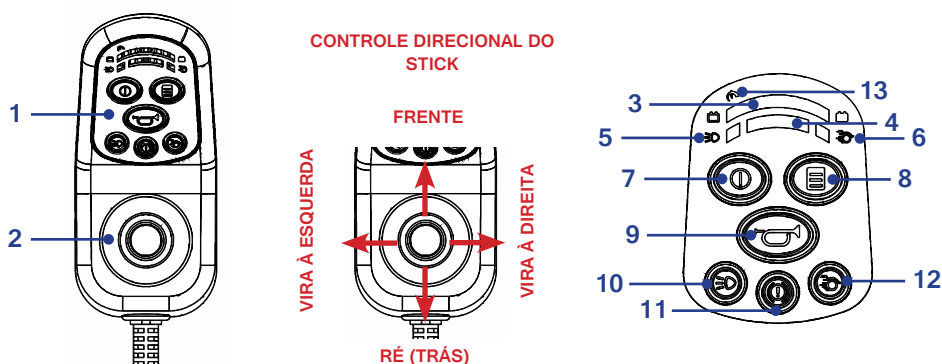 1
2
CONTROLE DIRECIONAL DO
STICK
FRENTE
VIRA À ESQUERDA
VIRA À DIREITA
RÉ (TRÁS)
13
3
4
5
6
7
8
9
10
12
11